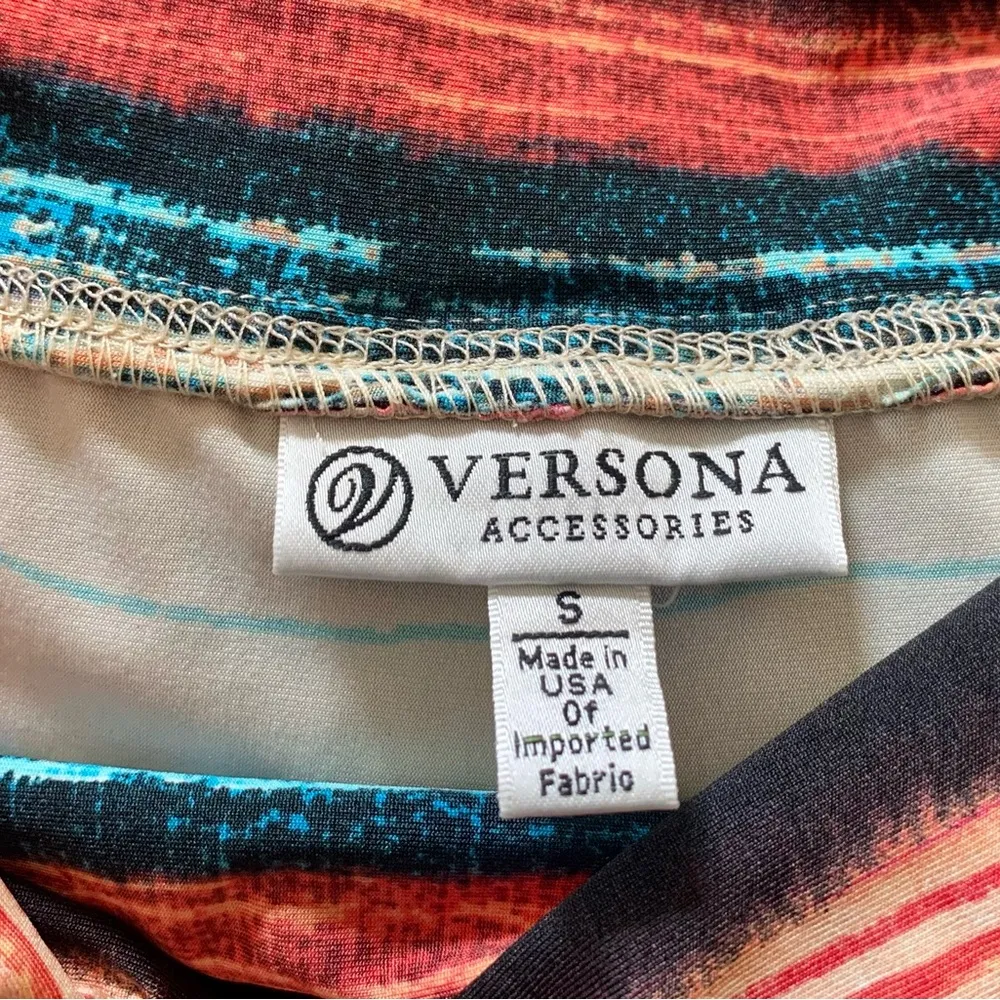 VERSONA
ACCESSORIES
S
Made in
USA
Of
Imported
Fabric